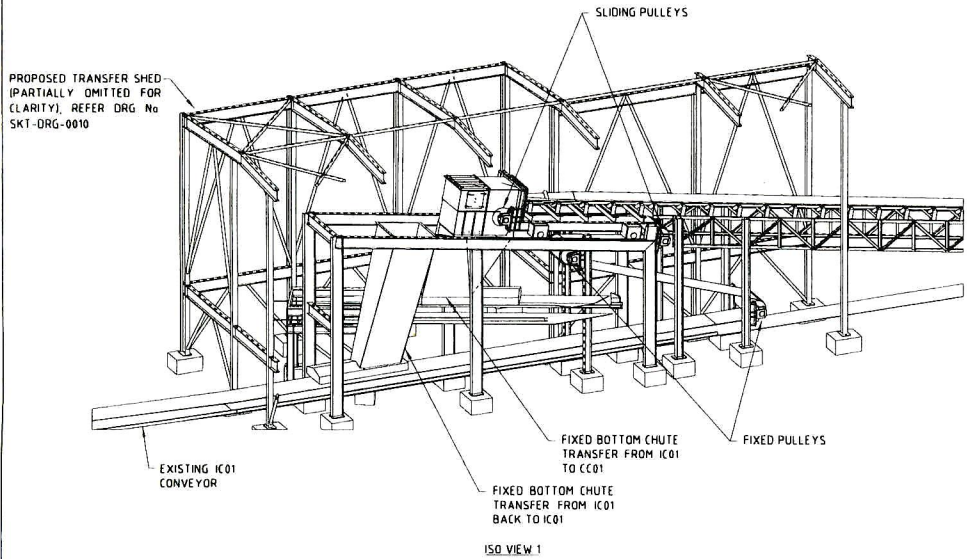 SLIDING PULLEYS
PROPOSED TRANSFER SHED
(PARTIALLY OMITTED FOR
CLARITY), REFER DRG No
SKT-DRG-0010
FIXED BOTTOM CHUTE
TRANSFER FROM IC01
TO CC01
FIXED PULLEYS
EXISTING IC01
CONVEYOR
FIXED BOTTOM CHUTE
TRANSFER FROM IC01
BACK TO IC01
ISO VIEW 1